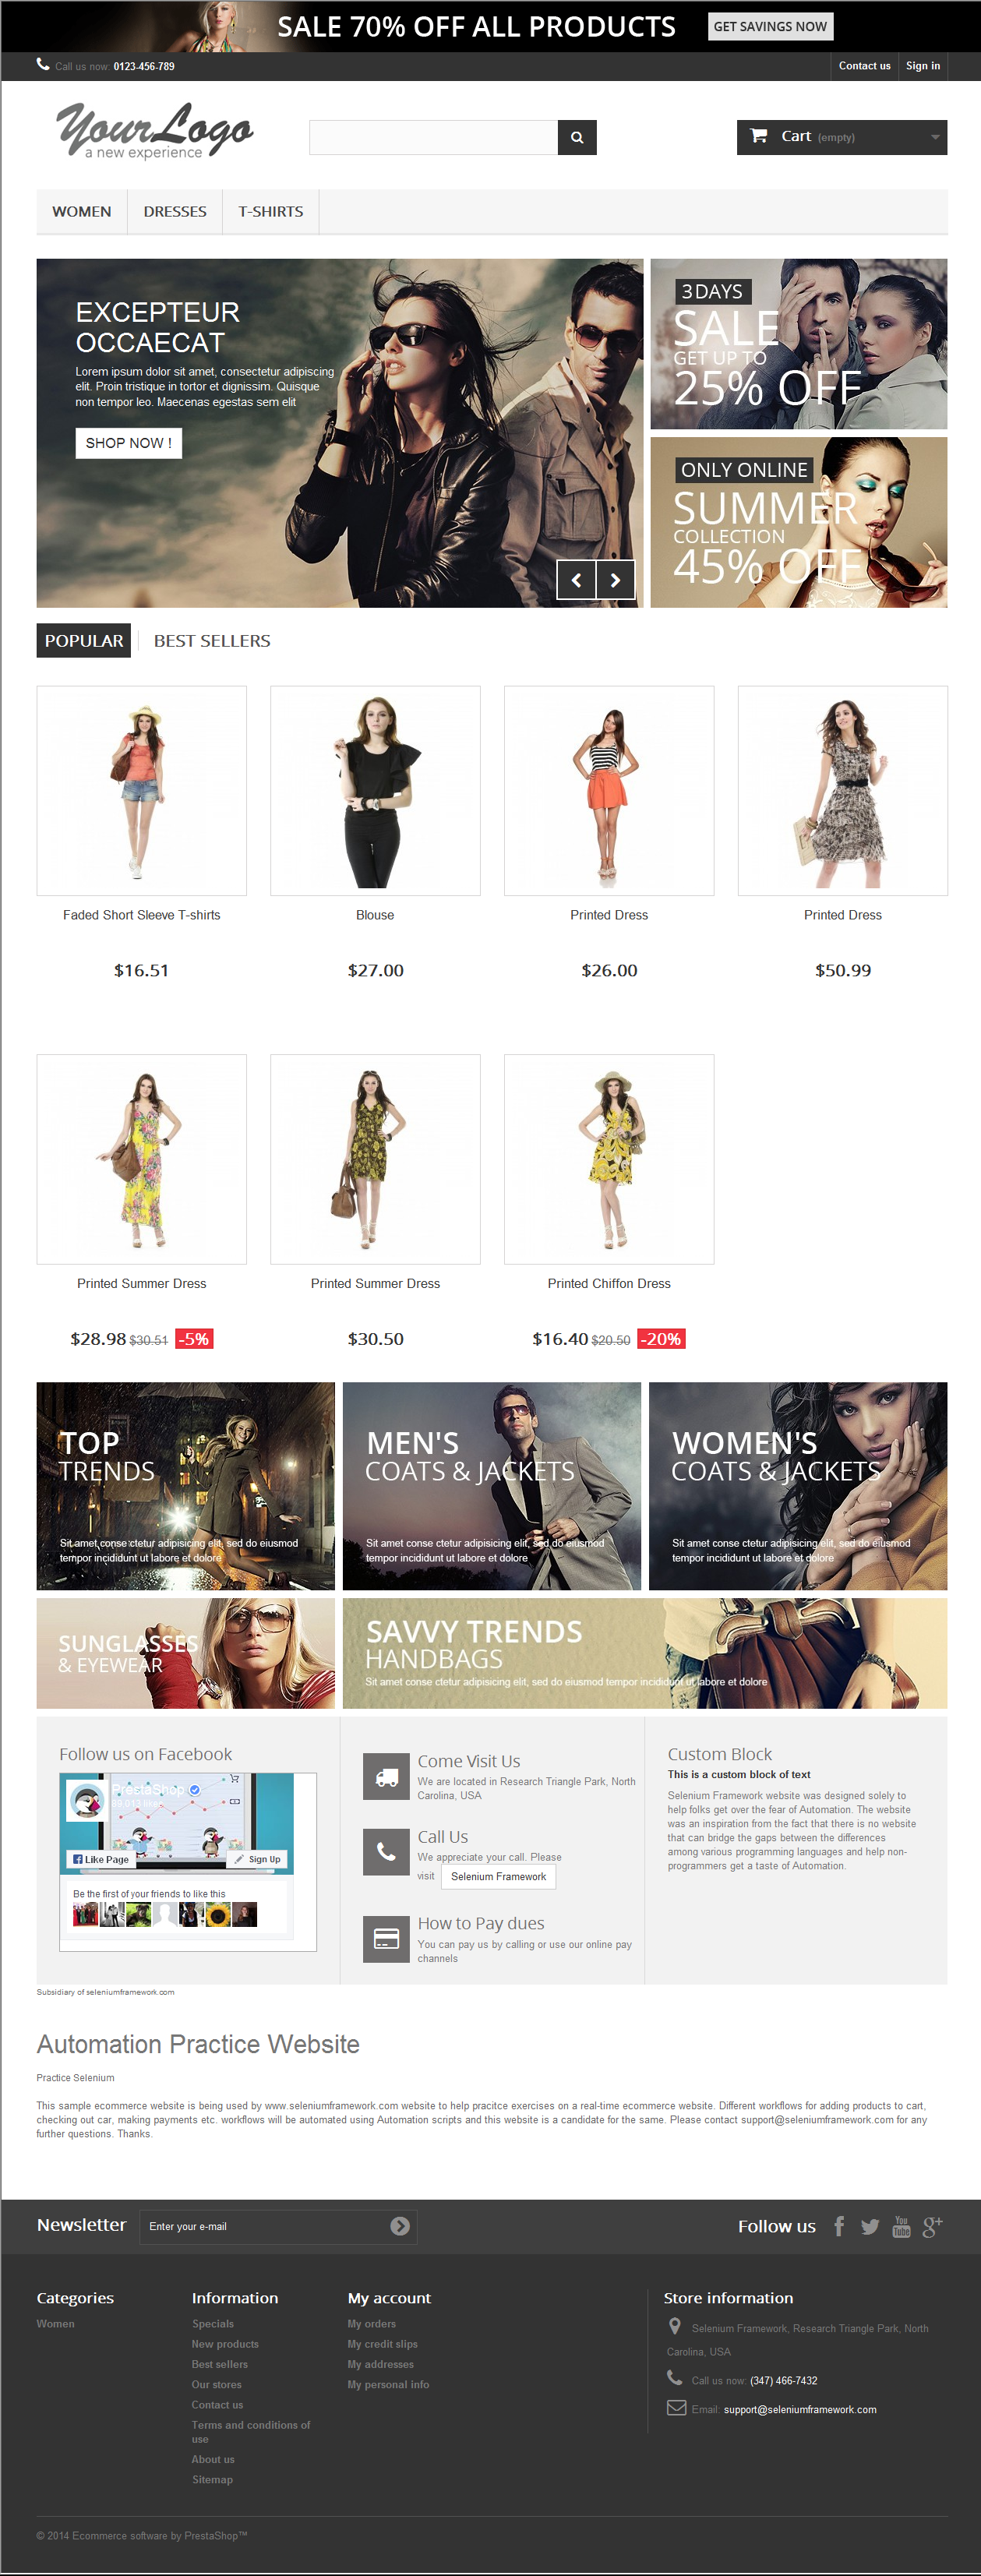 SALE 70% OFF ALL PRODUCTS
GET SAVINGS NOW
Call us now: 0123-456-789
Contact us
Sign in
YourLogo
a new experience
Cart (empty)
WOMEN
DRESSES
T-SHIRTS
EXCEPTEUR
OCCAECAT
Lorem ipsum dolor sit amet, consectetur adipiscing
elit. Proin tristique in tortor et dignissim. Quisque
non tempor leo. Maecenas egestas sem elit
SHOP NOW !
3DAYS
SALE
GET UP TO
25% OFF
ONLY ONLINE
SUMMER
COLLECTION
45% OFF
POPULAR
BEST SELLERS
Faded Short Sleeve T-shirts
$16.51
Blouse
$27.00
Printed Dress
$26.00
Printed Dress
$50.99
Printed Summer Dress
$28.98 $30.51 -5%
Printed Summer Dress
$30.50
Printed Chiffon Dress
$16.40 $20.50 -20%
TOP
TRENDS
Sit amet conse ctetur adipisicing elit, sed do eiusmod
tempor incididunt ut labore et dolore
MEN'S
COATS & JACKETS
Sit amet conse ctetur adipisicing elit, sed do eiusmod
tempor incididunt ut labore et dolore
WOMEN'S
COATS & JACKETS
Sit amet conse ctetur adipisicing elit, sed do eiusmod
tempor incididunt ut labore et dolore
SUNGLASSES
& EYEWEAR
SAVVY TRENDS
HANDBAGS
Sit amet conse ctetur adipisicing elit, sed do eiusmod tempor incididunt ut labore et dolore
Follow us on Facebook
PrestaShop
Like Page
Sign Up
Be the first of your friends to like this
Come Visit Us
We are located in Research Triangle Park, North
Carolina, USA
Call Us
We appreciate your call. Please
visit Selenium Framework
How to Pay dues
You can pay us by calling or use our online pay
channels
Custom Block
This is a custom block of text
Selenium Framework website was designed solely to
help folks get over the fear of Automation. The website
was an inspiration from the fact that there is no website
that can bridge the gaps between the differences
among various programming languages and help non-
programmers get a taste of Automation.
Subsidiary of seleniumframework.com
Automation Practice Website
Practice Selenium
This sample ecommerce website is being used by www.seleniumframework.com website to help pracitce exercises on a real-time ecommerce website. Different workflows for adding products to cart,
checking out car, making payments etc. workflows will be automated using Automation scripts and this website is a candidate for the same. Please contact support@seleniumframework.com for any
further questions. Thanks.
Newsletter
Enter your e-mail
Follow us
You
Tube
Categories
Women
Information
Specials
New products
Best sellers
Our stores
Contact us
Terms and conditions of
use
About us
Sitemap
My account
My orders
My credit slips
My addresses
My personal info
Store information
Selenium Framework, Research Triangle Park, North
Carolina, USA
Call us now: (347) 466-7432
Email: support@seleniumframework.com
© 2014 Ecommerce software by PrestaShop™